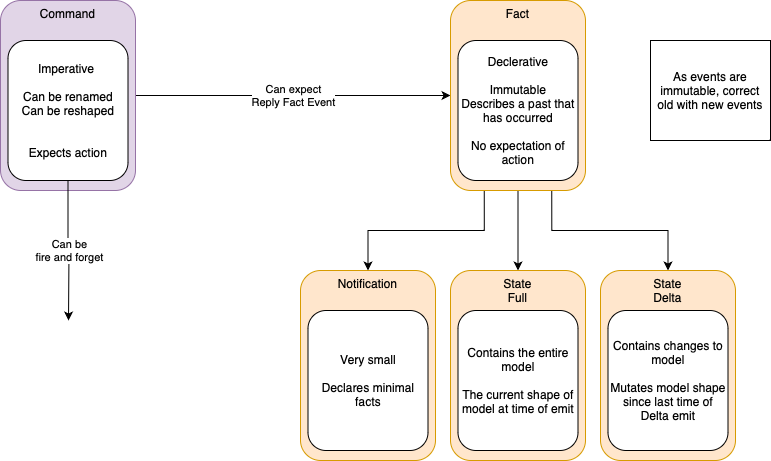 Command
Imperative
Can be renamed
Can be reshaped
Expects action
Can expect
Reply Fact Event
Fact
Declerative
Immutable
Describes a past that
has occurred
No expectation of
action
As events are
immutable, correct
old with new events
Can be
fire and forget
Notification
Very small
Declares minimal
facts
State
Full
Contains the entire
model
The current shape of
model at time of emit
State
Delta
Contains changes to
model
Mutates model shape
since last time of
Delta emit